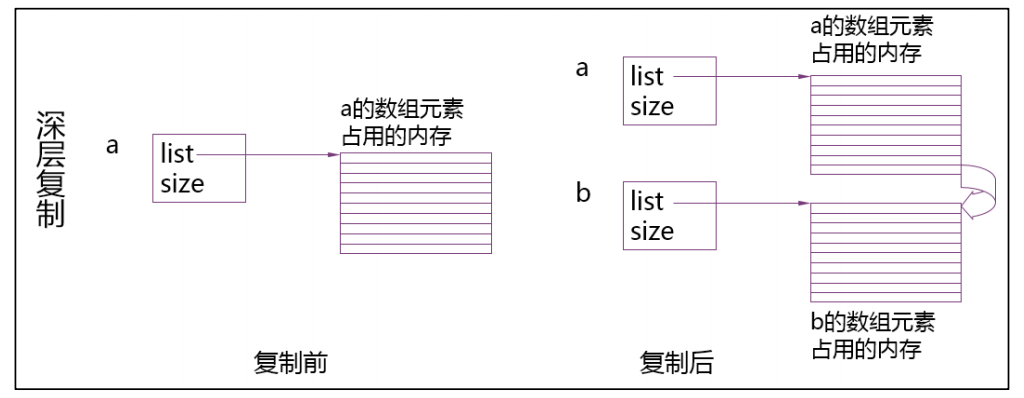 深层复制
a
list
size
a的数组元素
占用的内存
复制前
a
list
size
a的数组元素
占用的内存
b
list
size
b的数组元素
占用的内存
复制后